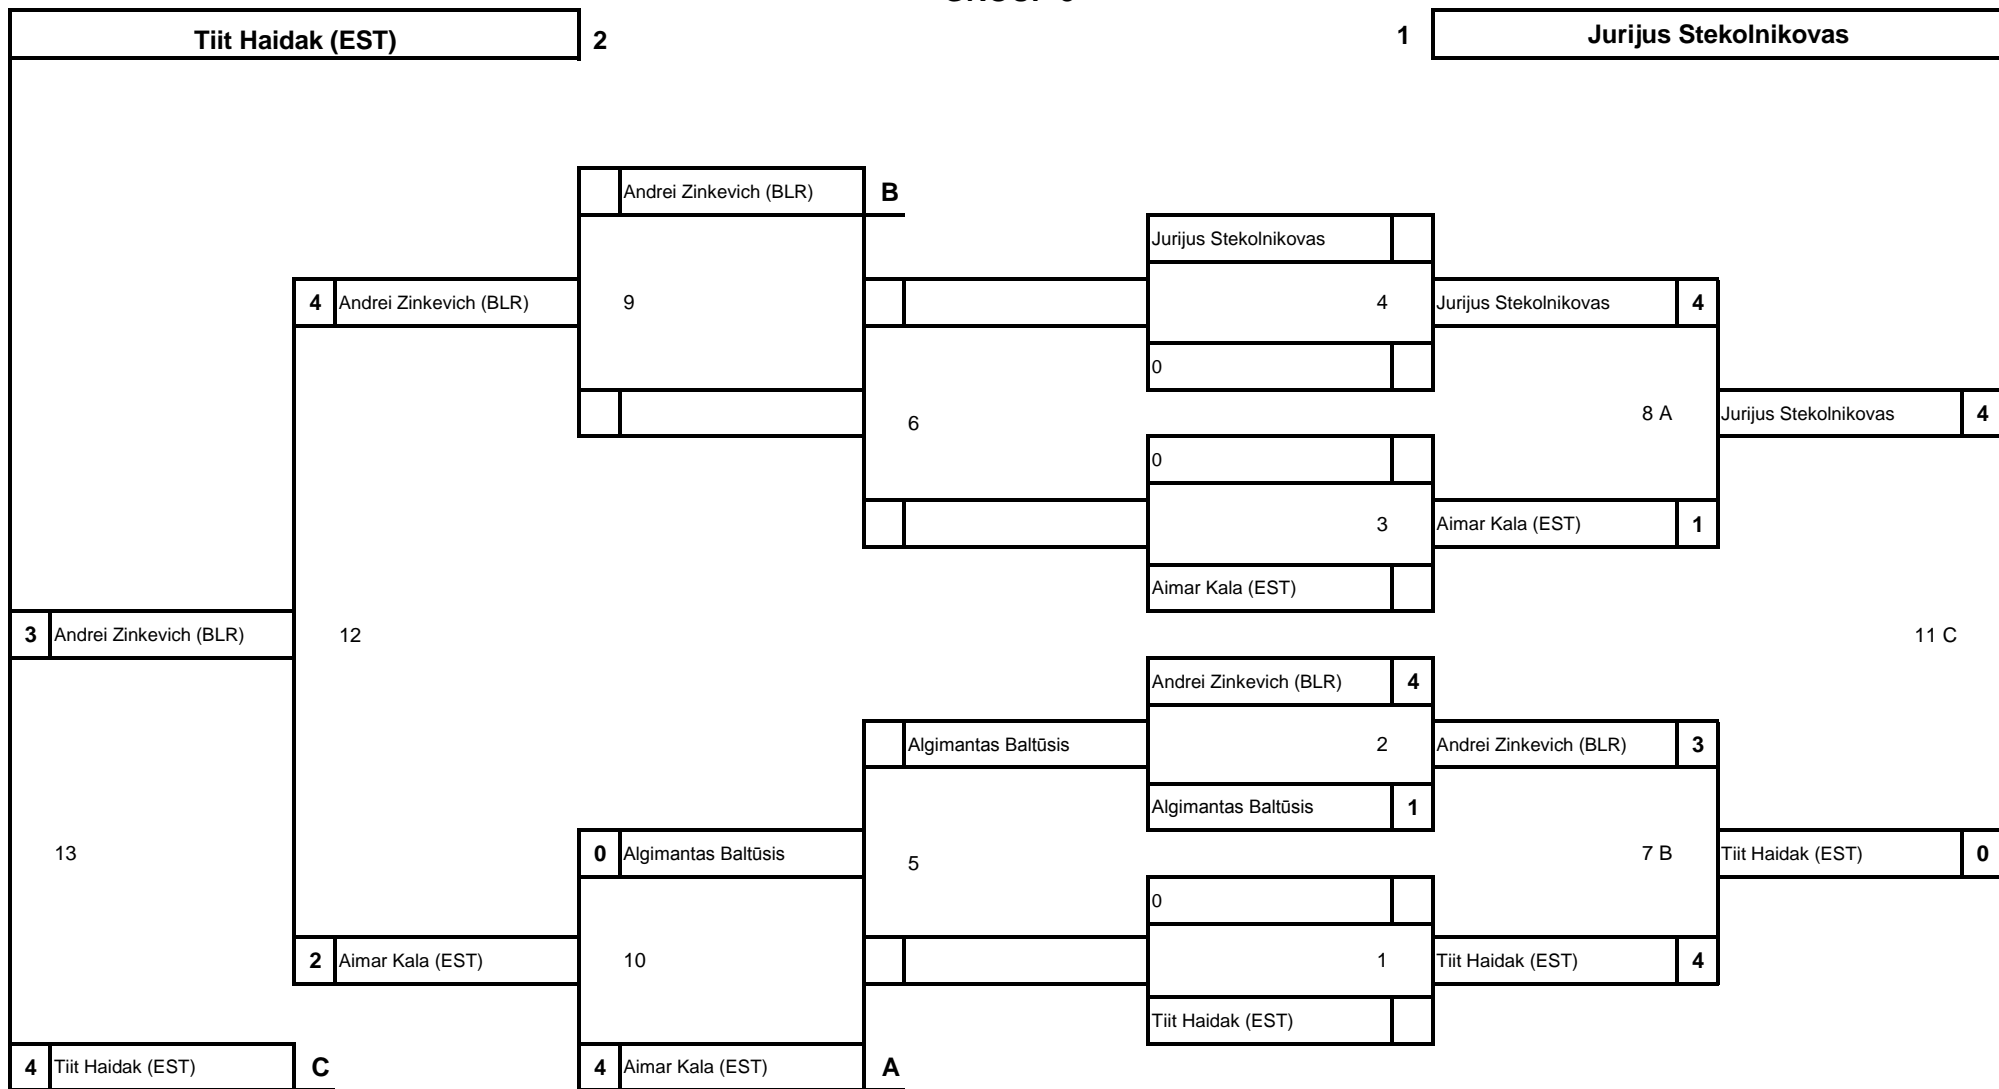 Tiit Haidak (EST) 2 1 Jurijus Stekolnikovas
Andrei Zinkevich (BLR) B
Jurijus Stekolnikovas
4 Andrei Zinkevich (BLR) 9 4 Jurijus Stekolnikovas 4
0
6 8 A Jurijus Stekolnikovas 4
0
3 Aimar Kala (EST) 1
Aimar Kala (EST)
3 Andrei Zinkevich (BLR) 12 11 C
Andrei Zinkevich (BLR) 4
Algimantas Baltūsis 2 Andrei Zinkevich (BLR) 3
Algimantas Baltūsis 1
13 0 Algimantas Baltūsis 5 7 B Tiit Haidak (EST) 0
0
2 Aimar Kala (EST) 10 1 Tiit Haidak (EST) 4
Tiit Haidak (EST)
4 Tiit Haidak (EST) C 4 Aimar Kala (EST) A